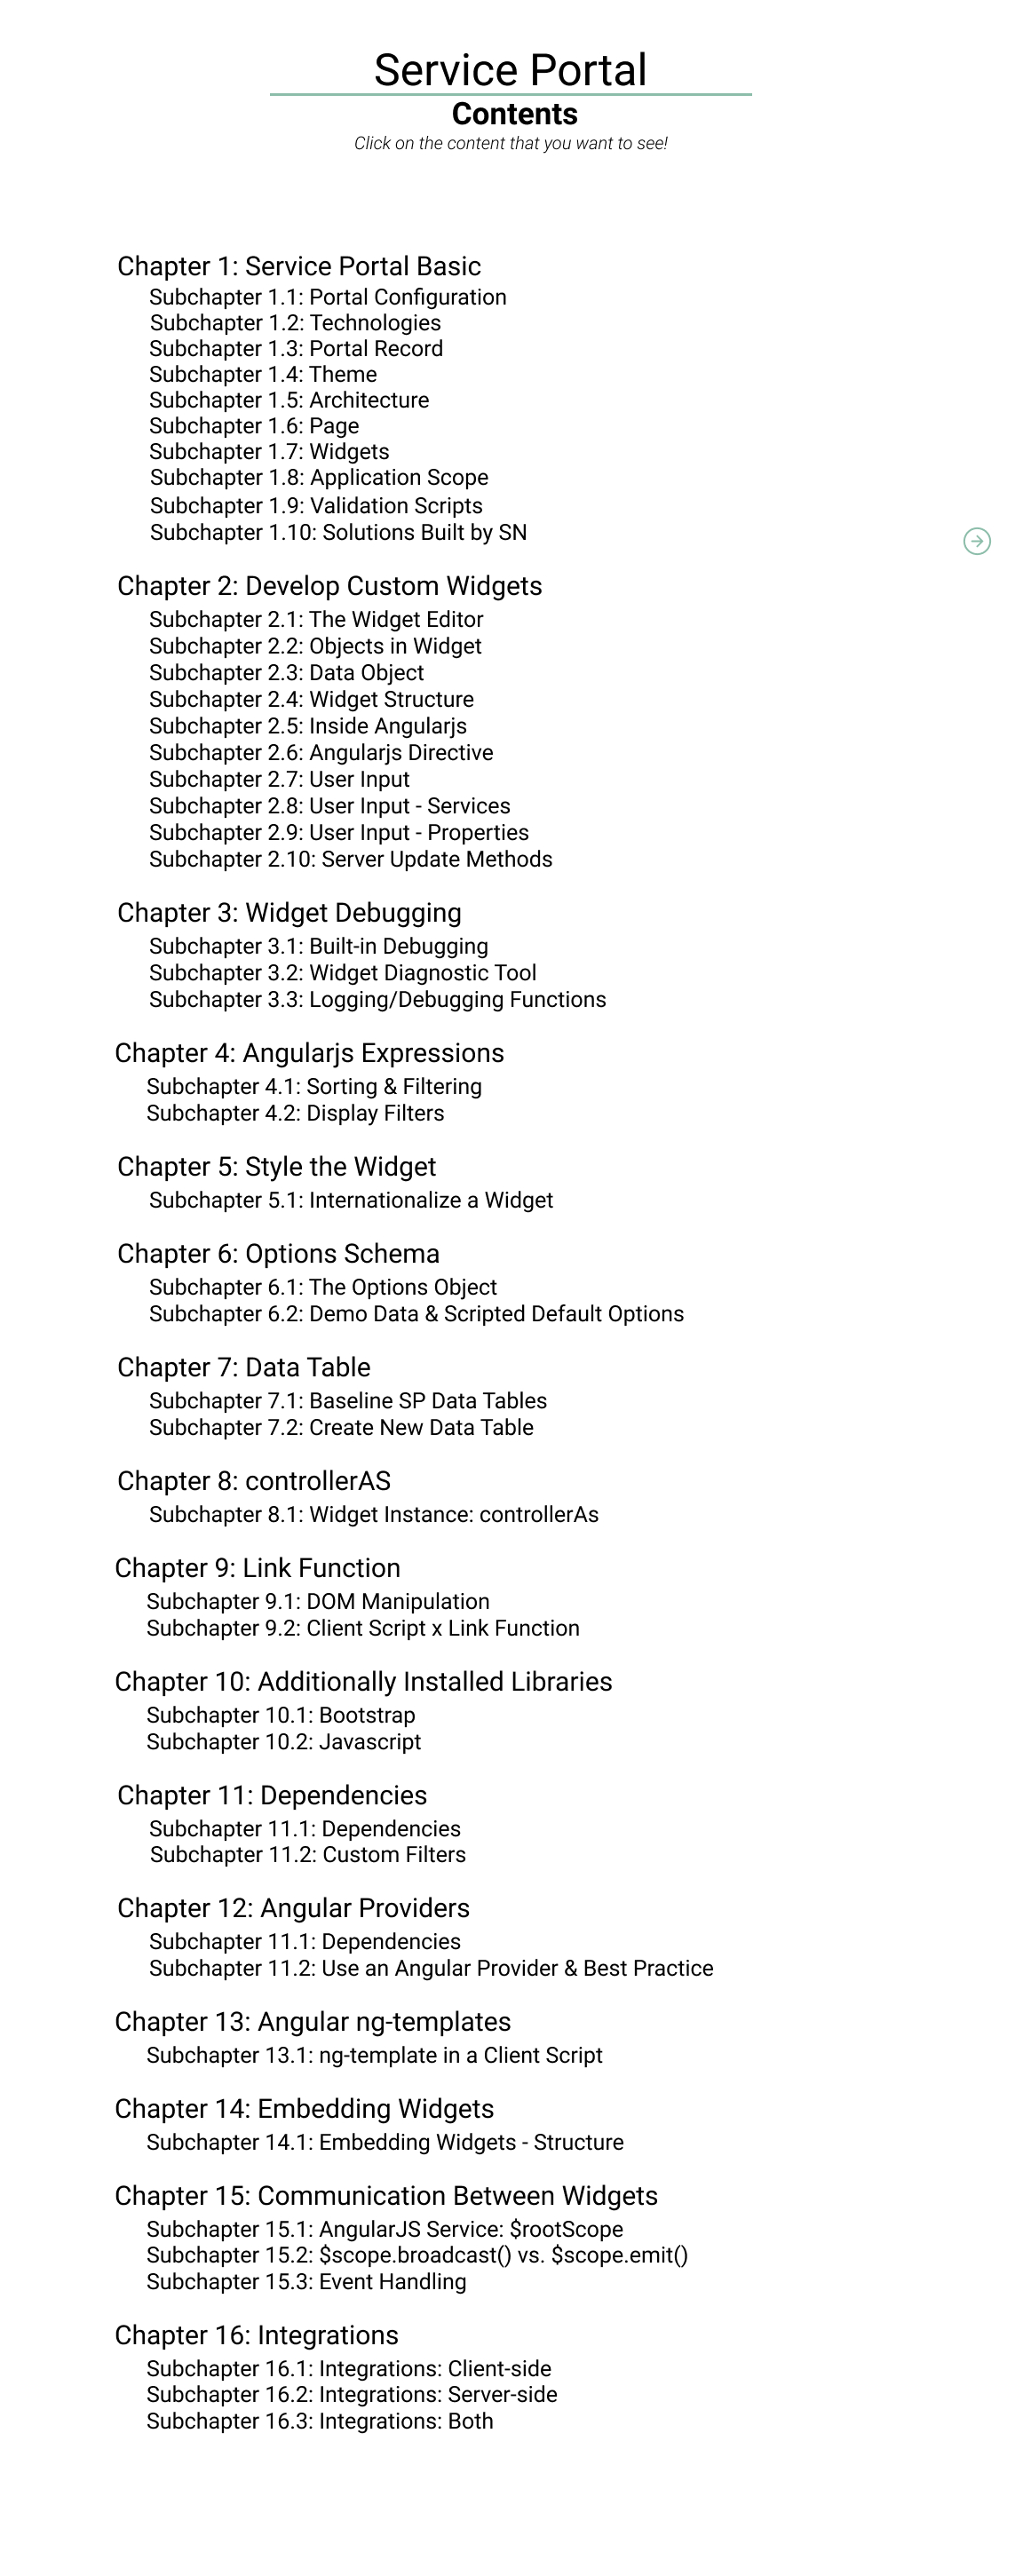 Service Portal
Contents
Click on the content that you want to see!
Chapter 1: Service Portal Basic
Subchapter 1.1: Portal Configuration
Subchapter 1.2: Technologies
Subchapter 1.3: Portal Record
Subchapter 1.4: Theme
Subchapter 1.5: Architecture
Subchapter 1.6: Page
Subchapter 1.7: Widgets
Subchapter 1.8: Application Scope
Subchapter 1.9: Validation Scripts
Subchapter 1.10: Solutions Built by SN
Chapter 2: Develop Custom Widgets
Subchapter 2.1: The Widget Editor
Subchapter 2.2: Objects in Widget
Subchapter 2.3: Data Object
Subchapter 2.4: Widget Structure
Subchapter 2.5: Inside Angularjs
Subchapter 2.6: Angularjs Directive
Subchapter 2.7: User Input
Subchapter 2.8: User Input - Services
Subchapter 2.9: User Input - Properties
Subchapter 2.10: Server Update Methods
Chapter 3: Widget Debugging
Subchapter 3.1: Built-in Debugging
Subchapter 3.2: Widget Diagnostic Tool
Subchapter 3.3: Logging/Debugging Functions
Chapter 4: Angularjs Expressions
Subchapter 4.1: Sorting & Filtering
Subchapter 4.2: Display Filters
Chapter 5: Style the Widget
Subchapter 5.1: Internationalize a Widget
Chapter 6: Options Schema
Subchapter 6.1: The Options Object
Subchapter 6.2: Demo Data & Scripted Default Options
Chapter 7: Data Table
Subchapter 7.1: Baseline SP Data Tables
Subchapter 7.2: Create New Data Table
Chapter 8: controllerAS
Subchapter 8.1: Widget Instance: controllerAs
Chapter 9: Link Function
Subchapter 9.1: DOM Manipulation
Subchapter 9.2: Client Script x Link Function
Chapter 10: Additionally Installed Libraries
Subchapter 10.1: Bootstrap
Subchapter 10.2: Javascript
Chapter 11: Dependencies
Subchapter 11.1: Dependencies
Subchapter 11.2: Custom Filters
Chapter 12: Angular Providers
Subchapter 11.1: Dependencies
Subchapter 11.2: Use an Angular Provider & Best Practice
Chapter 13: Angular ng-templates
Subchapter 13.1: ng-template in a Client Script
Chapter 14: Embedding Widgets
Subchapter 14.1: Embedding Widgets - Structure
Chapter 15: Communication Between Widgets
Subchapter 15.1: AngularJS Service: $rootScope
Subchapter 15.2: $scope.broadcast() vs. $scope.emit()
Subchapter 15.3: Event Handling
Chapter 16: Integrations
Subchapter 16.1: Integrations: Client-side
Subchapter 16.2: Integrations: Server-side
Subchapter 16.3: Integrations: Both